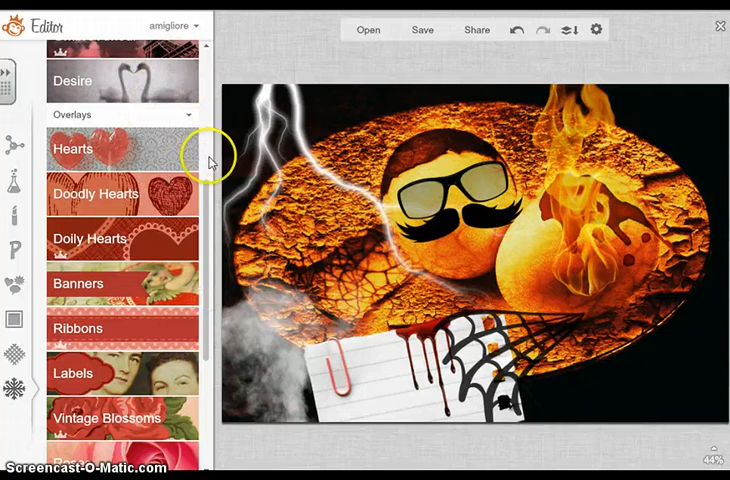 Editor
amigliore
Open
Save
Share
Desire
Overlays
Hearts
Doodly Hearts
Doily Hearts
Banners
Ribbons
Labels
Vintage Blossoms
44%
Screencast-O-Matic.com